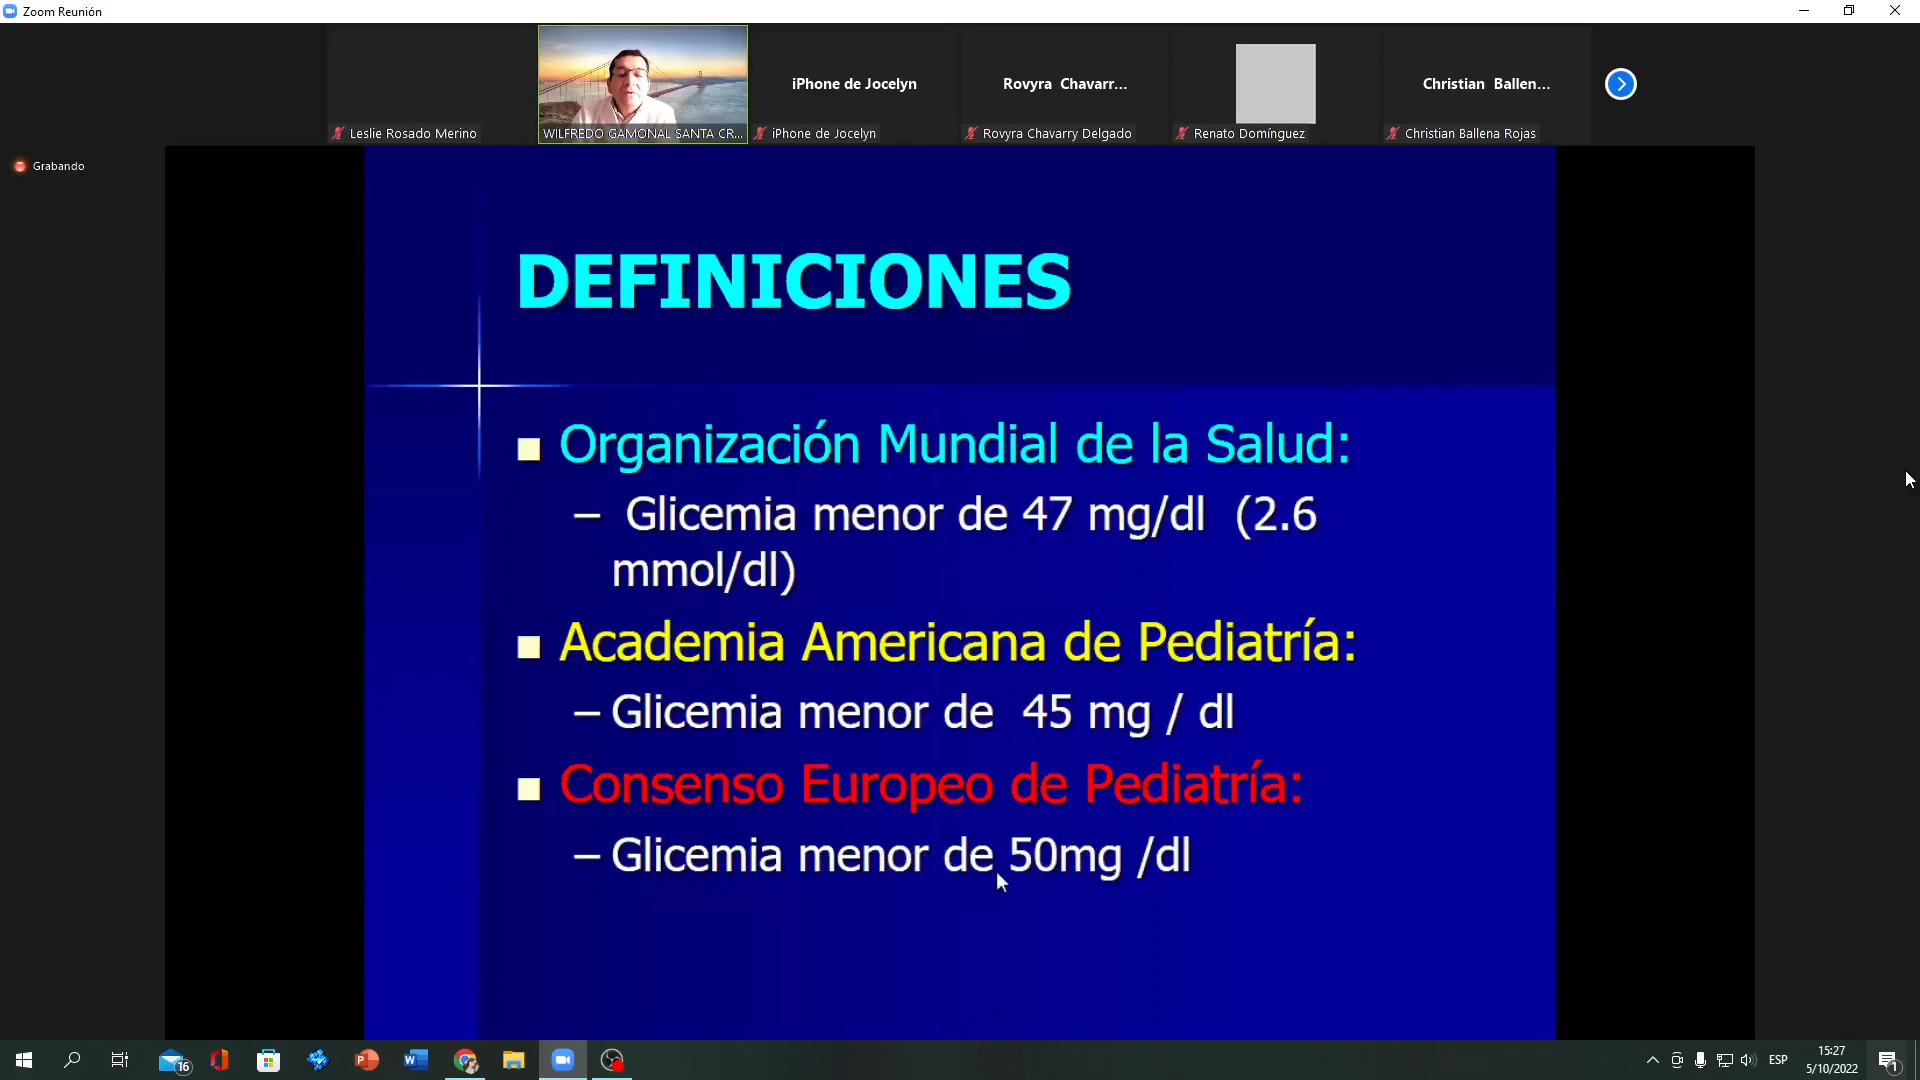 Zoom Reunión
iPhone de Jocelyn
Rovyra Chavarr...
Christian Ballen...
Leslie Rosado Merino
WILFREDO GAMONAL SANTA CR...
iPhone de Jocelyn
Rovyra Chavarry Delgado
Renato Domínguez
Christian Ballena Rojas
Grabando
DEFINICIONES
Organización Mundial de la Salud:
– Glicemia menor de 47 mg/dl (2.6
mmol/dl)
Academia Americana de Pediatría:
– Glicemia menor de 45 mg / dl
Consenso Europeo de Pediatría:
– Glicemia menor de 50mg /dl
16
ESP
15:27
5/10/2022
1